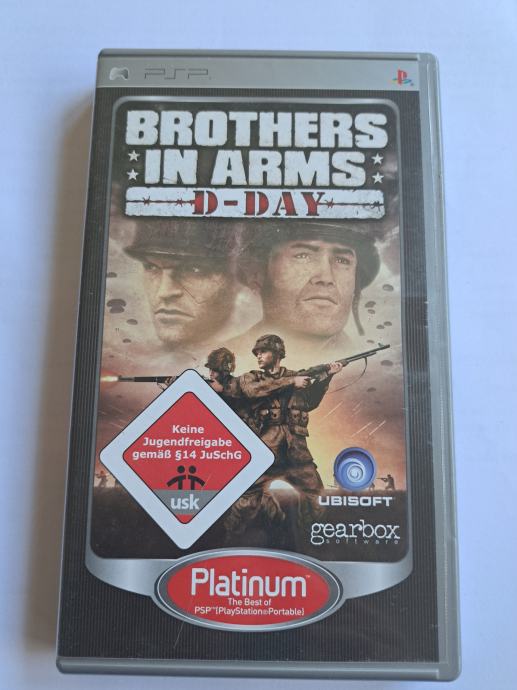 PSP
BROTHERS
IN ARMS
D-DAY
Keine
Jugendfreigabe
gemäß §14 JuSchG
usk
UBISOFT
gearbox
software
Platinum™
The Best of
PSP™(PlayStation®Portable)